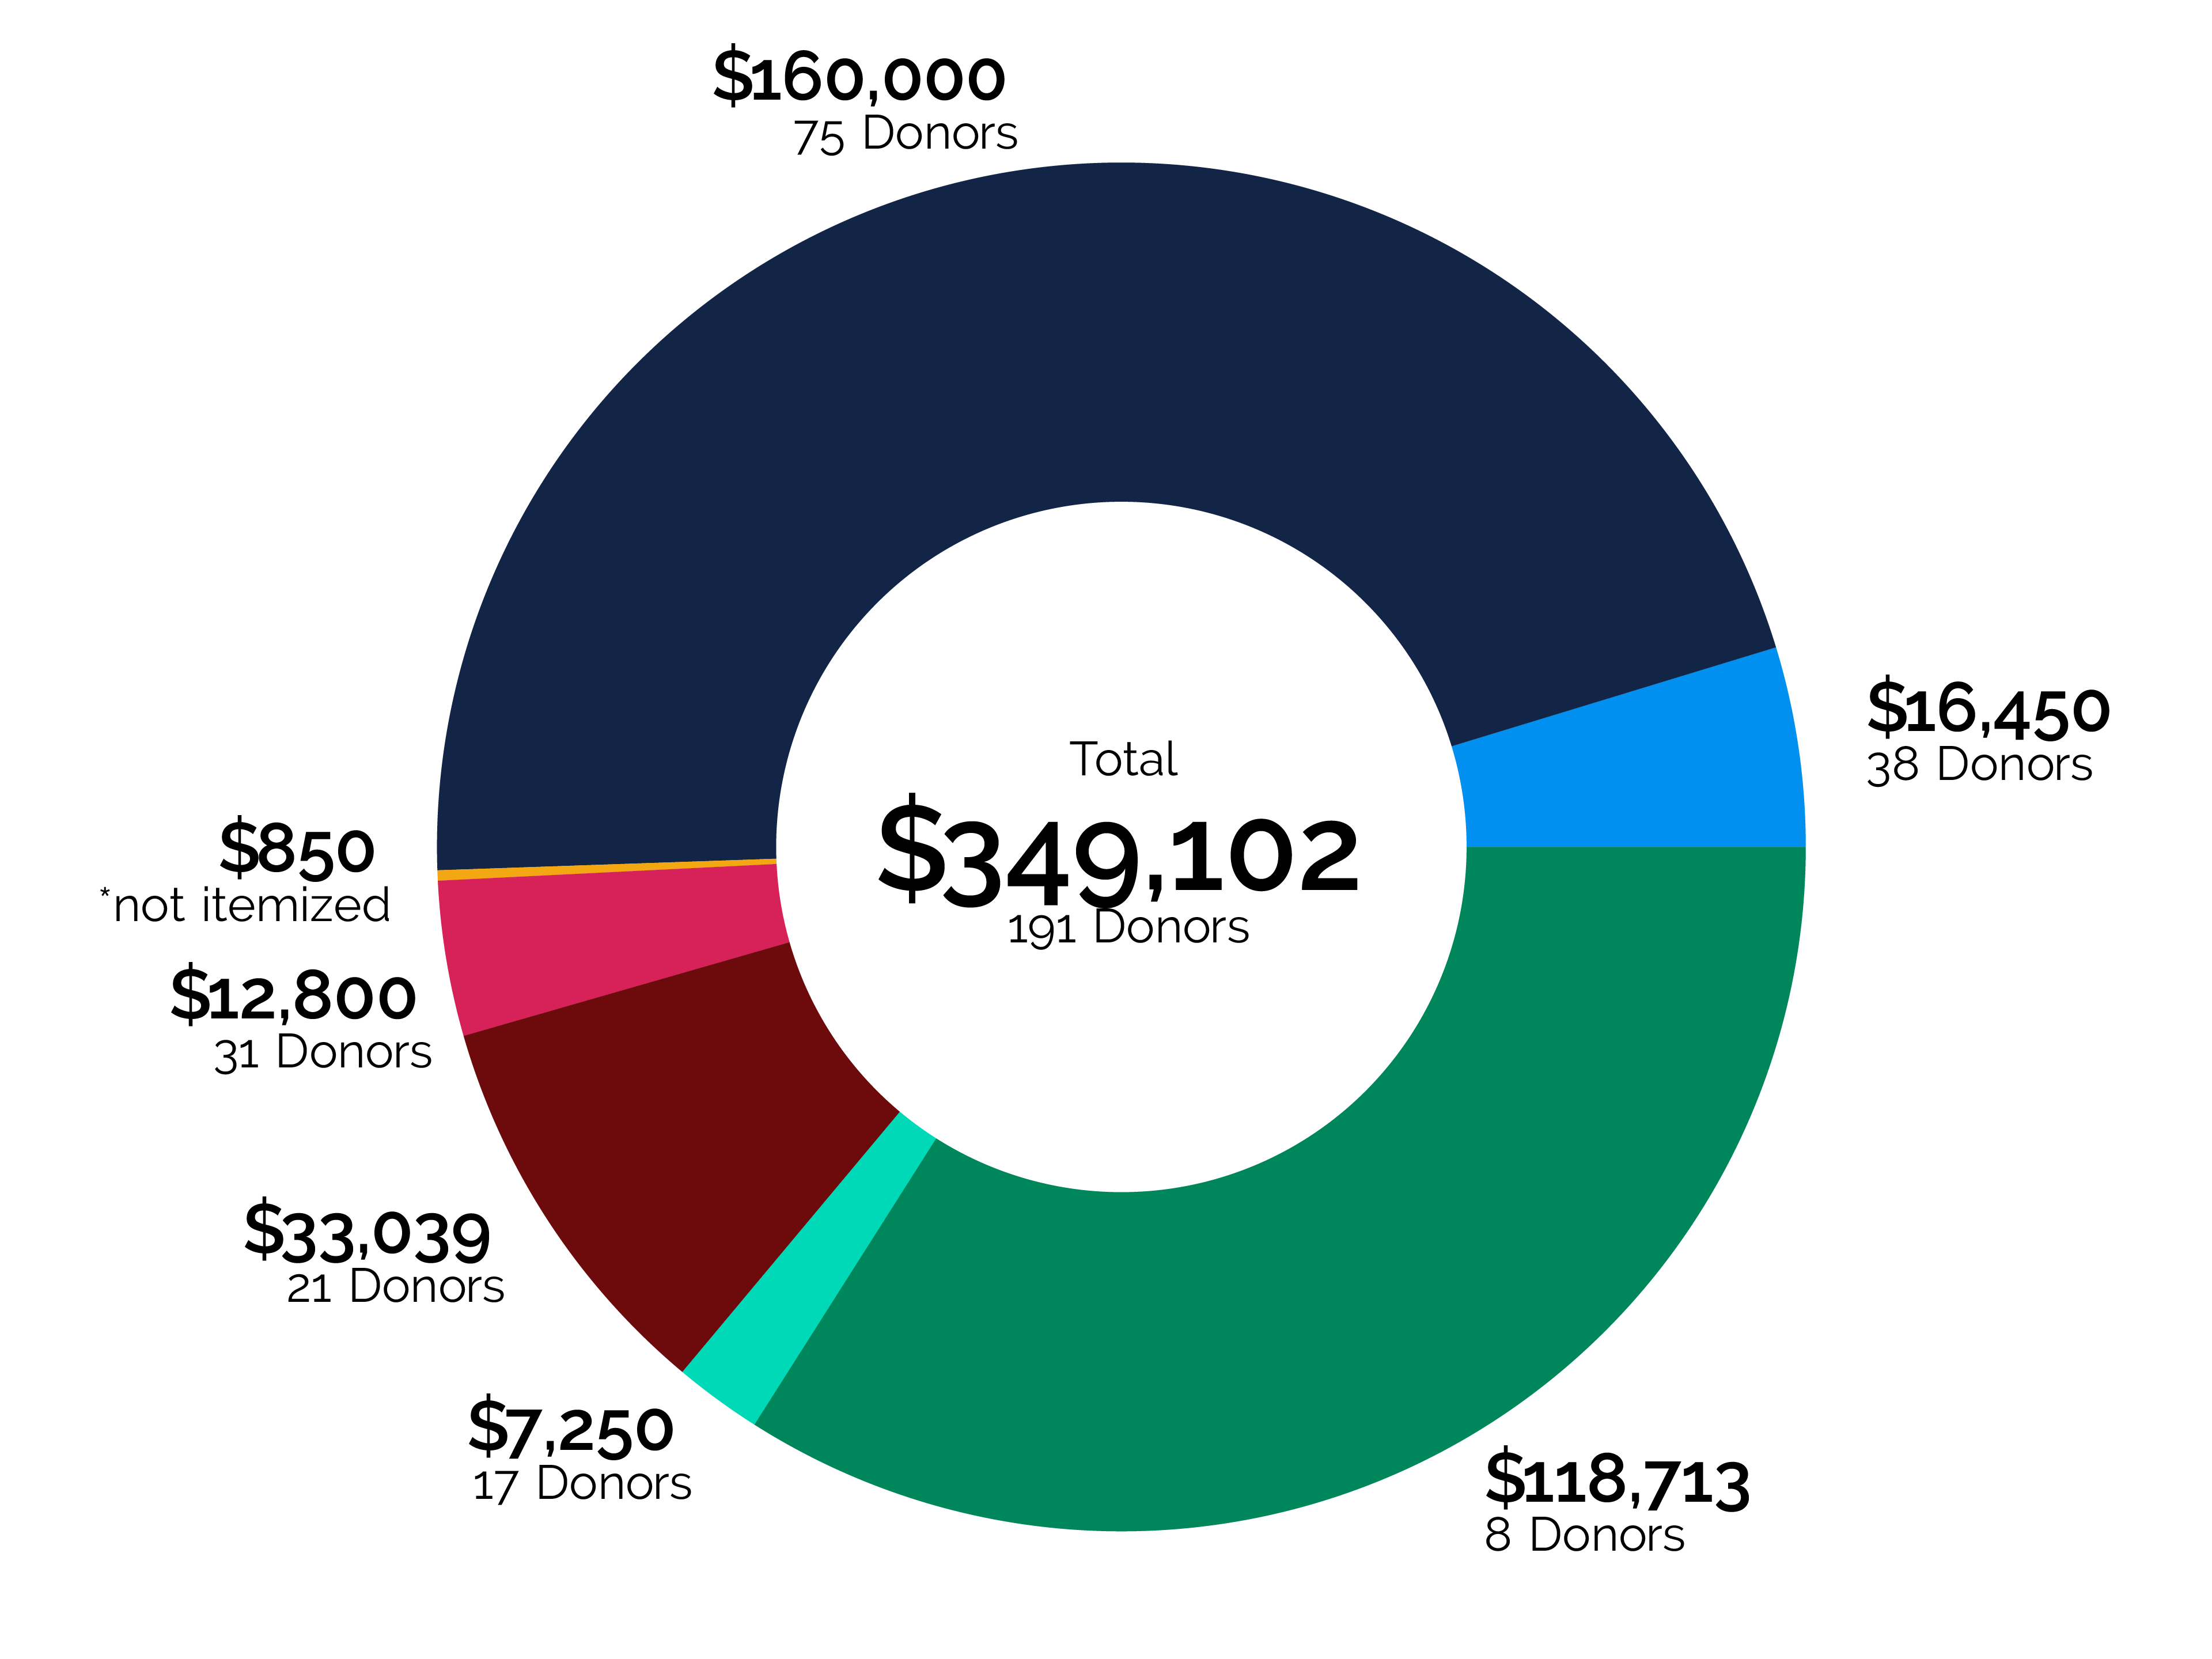 $160,000
75 Donors
$16,450
38 Donors
Total
$349,102
191 Donors
$850
*not itemized
$12,800
31 Donors
$33,039
21 Donors
$7,250
17 Donors
$118,713
8 Donors